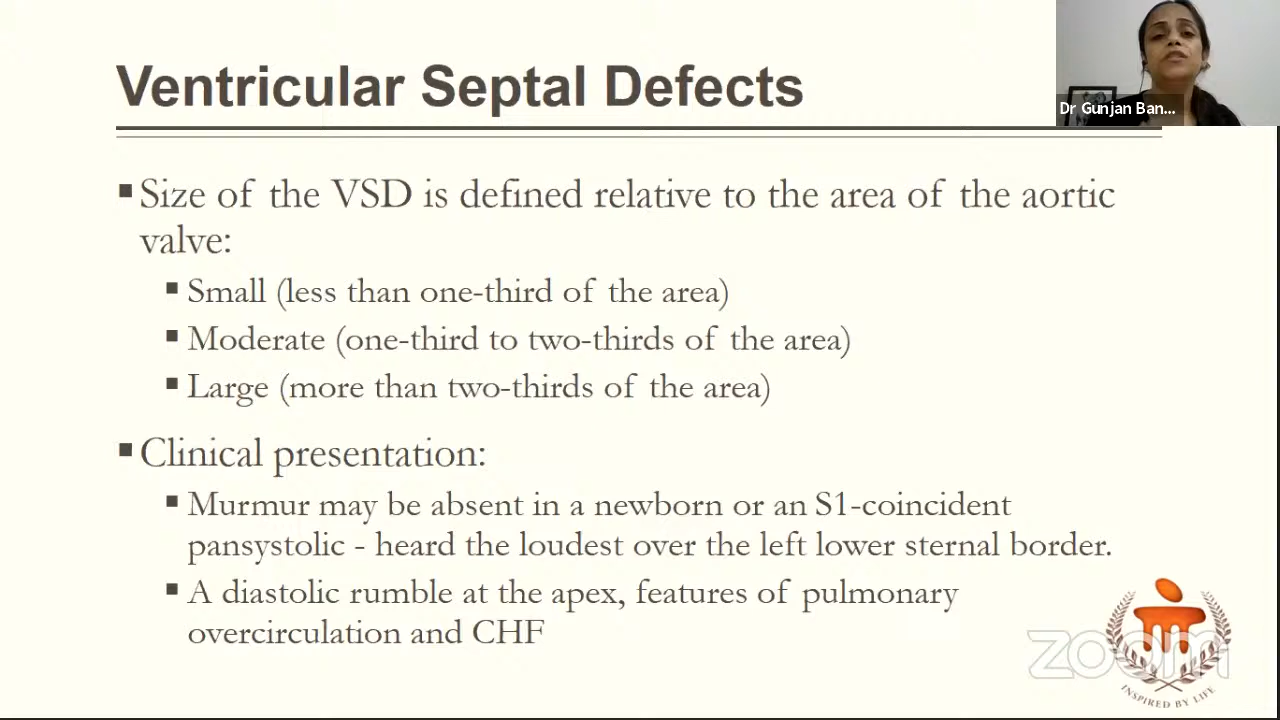 Ventricular Septal Defects
Dr Gunjan Ban...
▪Size of the VSD is defined relative to the area of the aortic
valve:
▪ Small (less than one-third of the area)
▪ Moderate (one-third to two-thirds of the area)
▪ Large (more than two-thirds of the area)
▪Clinical presentation:
▪ Murmur may be absent in a newborn or an S1-coincident
pansystolic - heard the loudest over the left lower sternal border.
▪ A diastolic rumble at the apex, features of pulmonary
overcirculation and CHF
zoom
INSPIRED BY LIFE